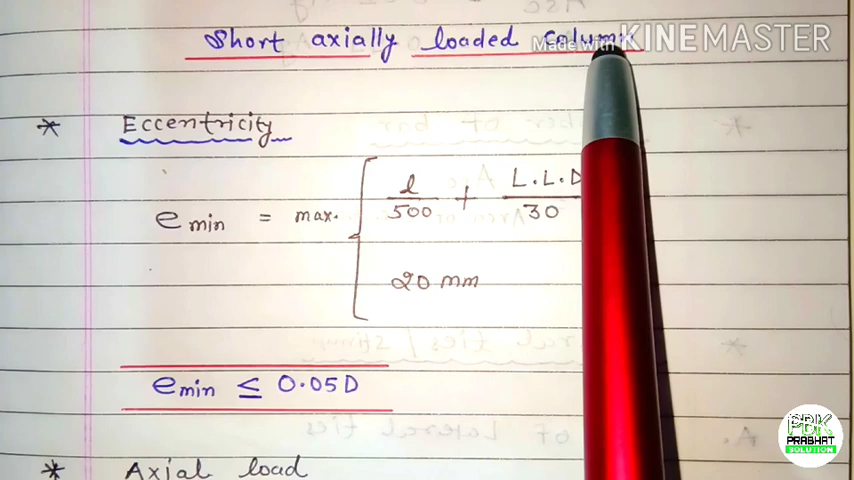 Short axially loaded column
Made with KINEMASTER
* Eccentricity
e min = max. { l/500 + L.L.D/30
20 mm
e min ≤ 0.05D
* Axial load
PBK
PRABHAT
SOLUTION